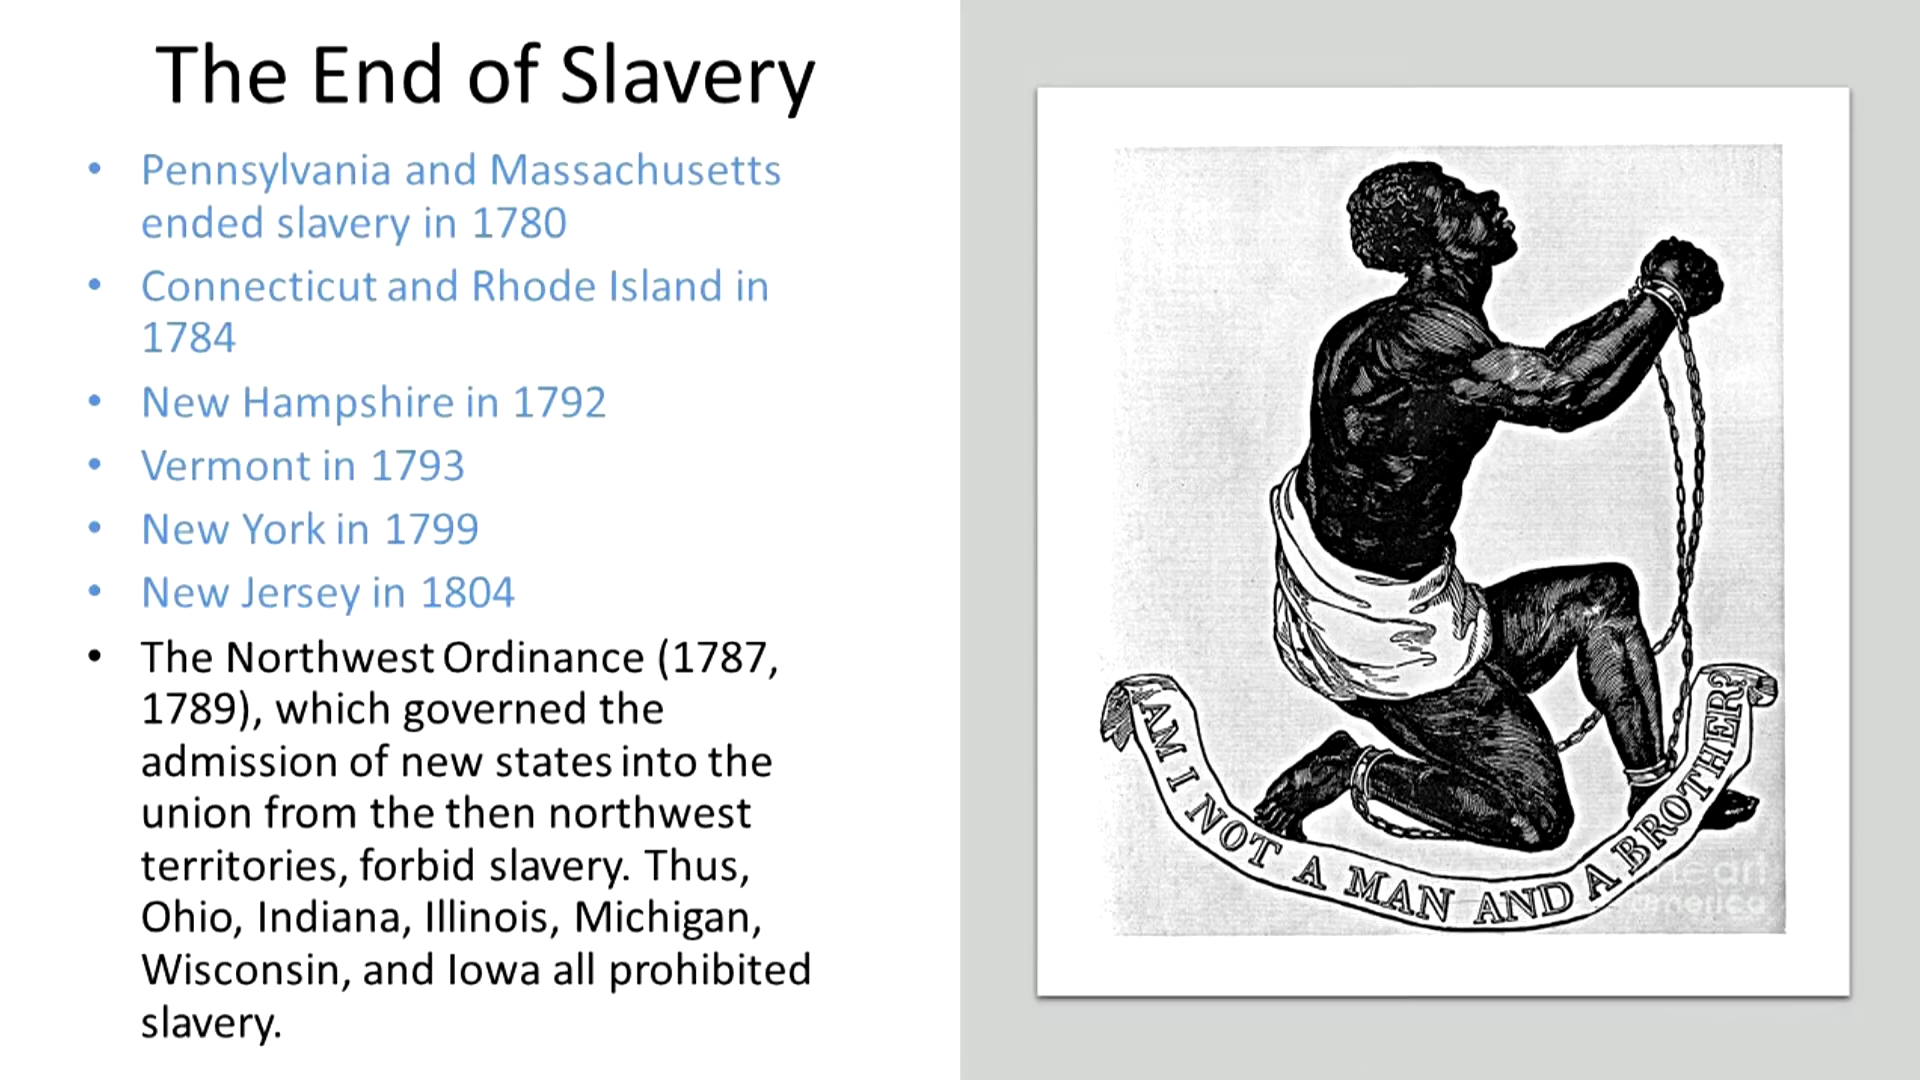 The End of Slavery
• Pennsylvania and Massachusetts
ended slavery in 1780
• Connecticut and Rhode Island in
1784
• New Hampshire in 1792
• Vermont in 1793
• New York in 1799
• New Jersey in 1804
• The Northwest Ordinance (1787,
1789), which governed the
admission of new states into the
union from the then northwest
territories, forbid slavery. Thus,
Ohio, Indiana, Illinois, Michigan,
Wisconsin, and Iowa all prohibited
slavery.
AM I NOT A MAN AND A BROTHER?